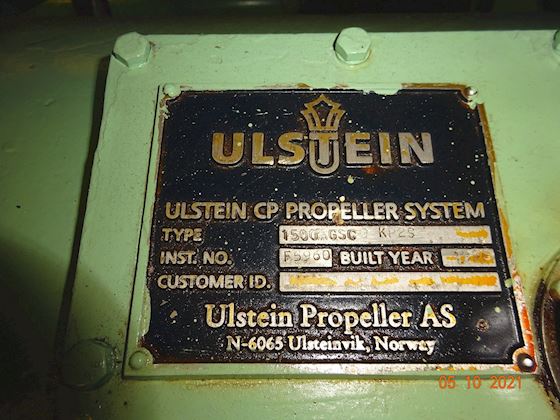 ULSTEIN
ULSTEIN CP PROPELLER SYSTEM
TYPE
INST. NO. BUILT YEAR
CUSTOMER ID.
Ulstein Propeller AS
N-6065 Ulsteinvik, Norway
05 10 2021